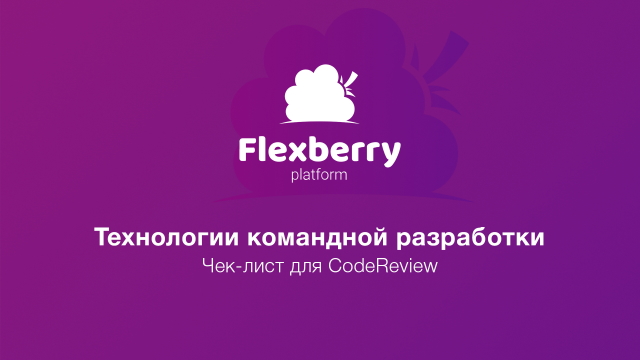 Flexberry
platform
Технологии командной разработки
Чек-лист для CodeReview